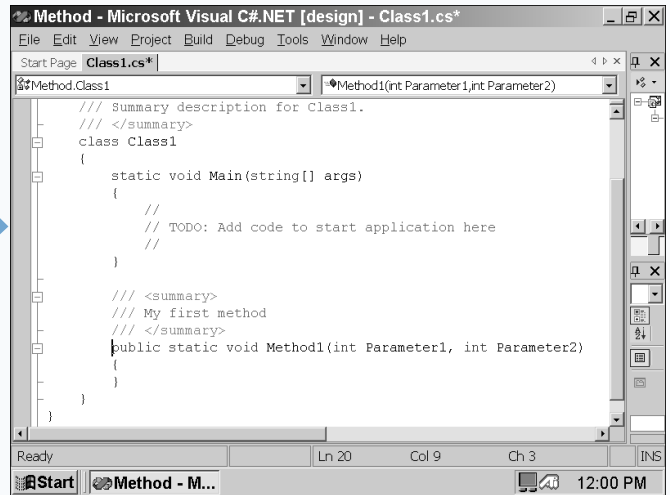 Method - Microsoft Visual C#.NET [design] - Class1.cs*
File Edit View Project Build Debug Tools Window Help
Start Page Class1.cs*
Method.Class1 Method1(int Parameter1,int Parameter2)
/// Summary description for Class1.
/// </summary>
class Class1
{
static void Main(string[] args)
{
//
// TODO: Add code to start application here
//
}
/// <summary>
/// My first method
/// </summary>
public static void Method1(int Parameter1, int Parameter2)
{
}
}
}
Ready Ln 20 Col 9 Ch 3 INS
Start Method - M... 12:00 PM